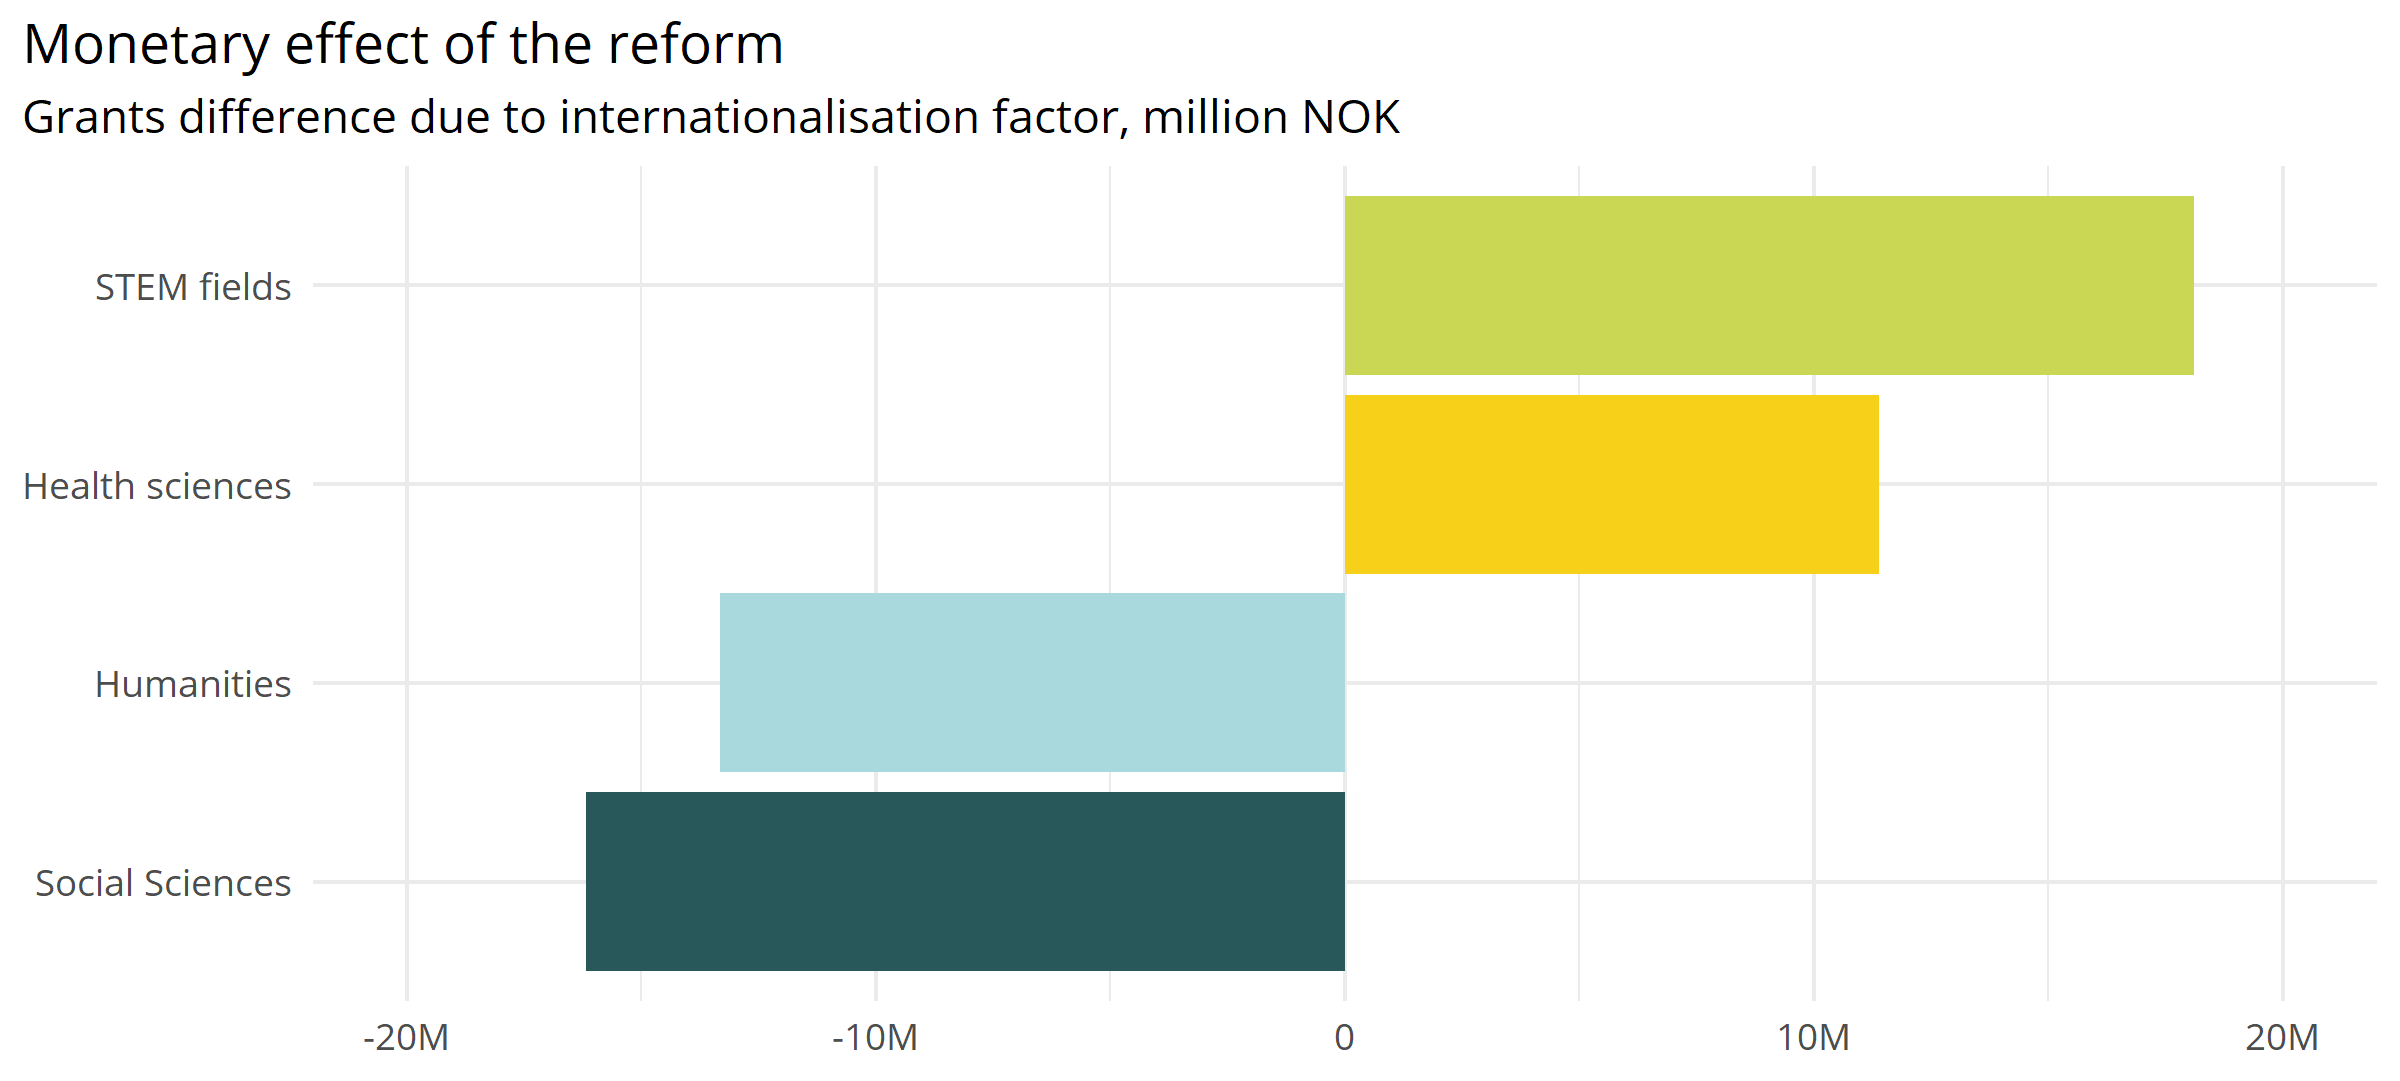 Monetary effect of the reform
Grants difference due to internationalisation factor, million NOK
STEM fields
Health sciences
Humanities
Social Sciences
-20M -10M 0 10M 20M